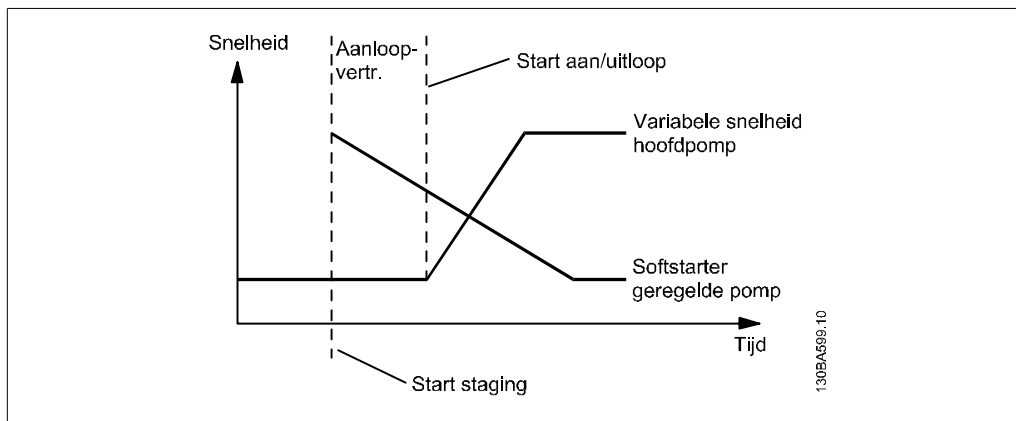 Snelheid
Aanloop-
vertr.
Start aan/uitloop
Variabele snelheid
hoofdpomp
Softstarter
geregelde pomp
Tijd
Start staging
130BA599.10